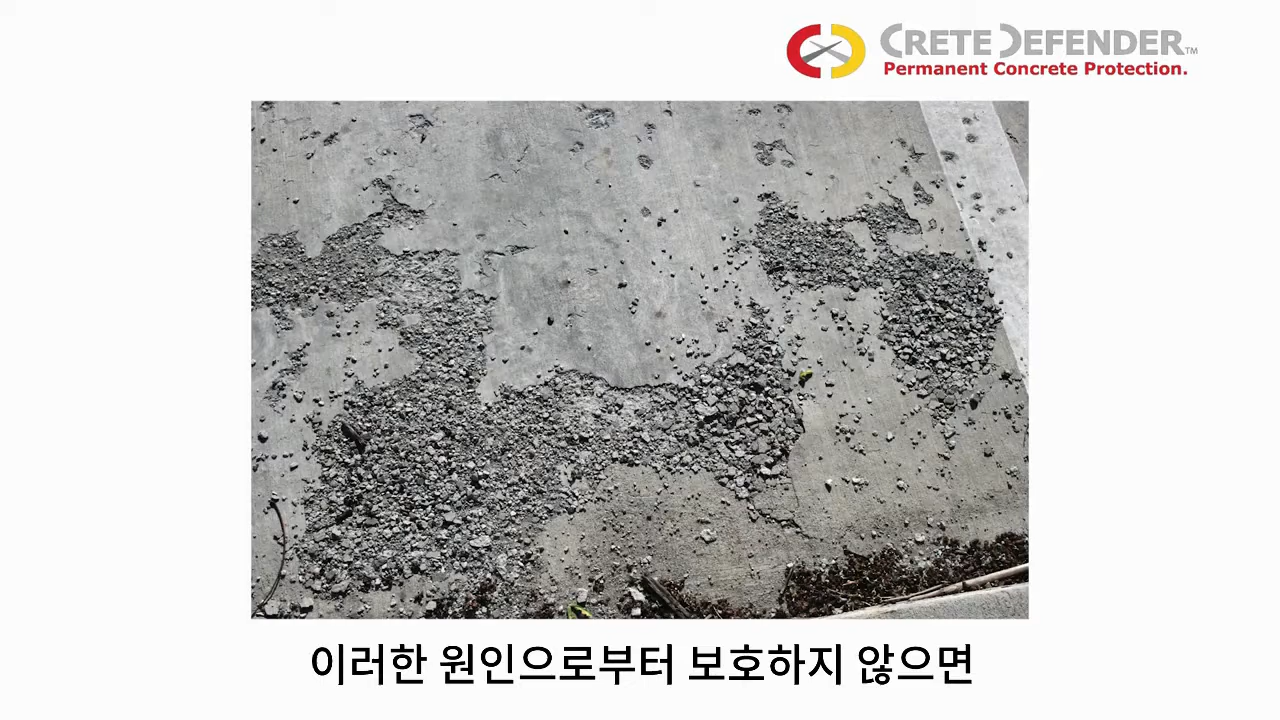 CRETE DEFENDER™
Permanent Concrete Protection.
이러한 원인으로부터 보호하지 않으면